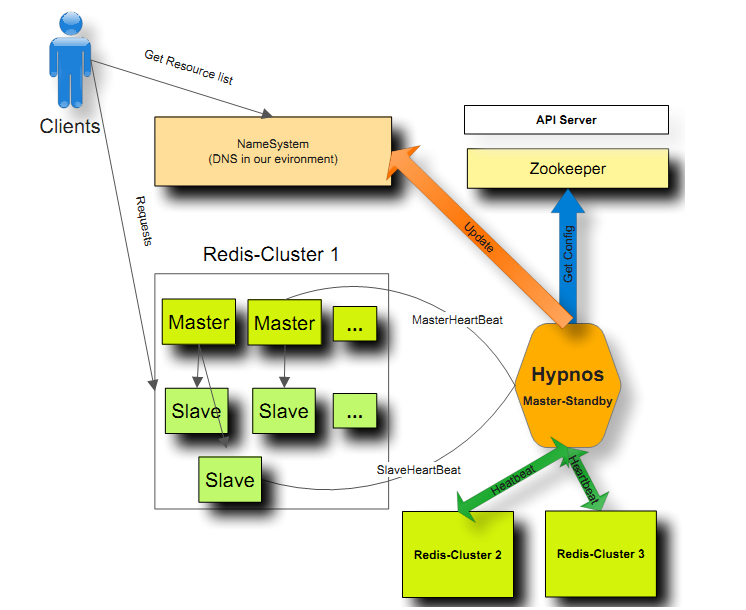 Get Resource list
Clients
API Server
NameSystem
(DNS in our evironment)
Zookeeper
Requests
Update
Get Config
Redis-Cluster 1
Master
Master
...
MasterHeartBeat
Hypnos
Master-Standby
Slave
Slave
...
SlaveHeartBeat
Slave
Heatbeat
Heartbeat
Redis-Cluster 2
Redis-Cluster 3